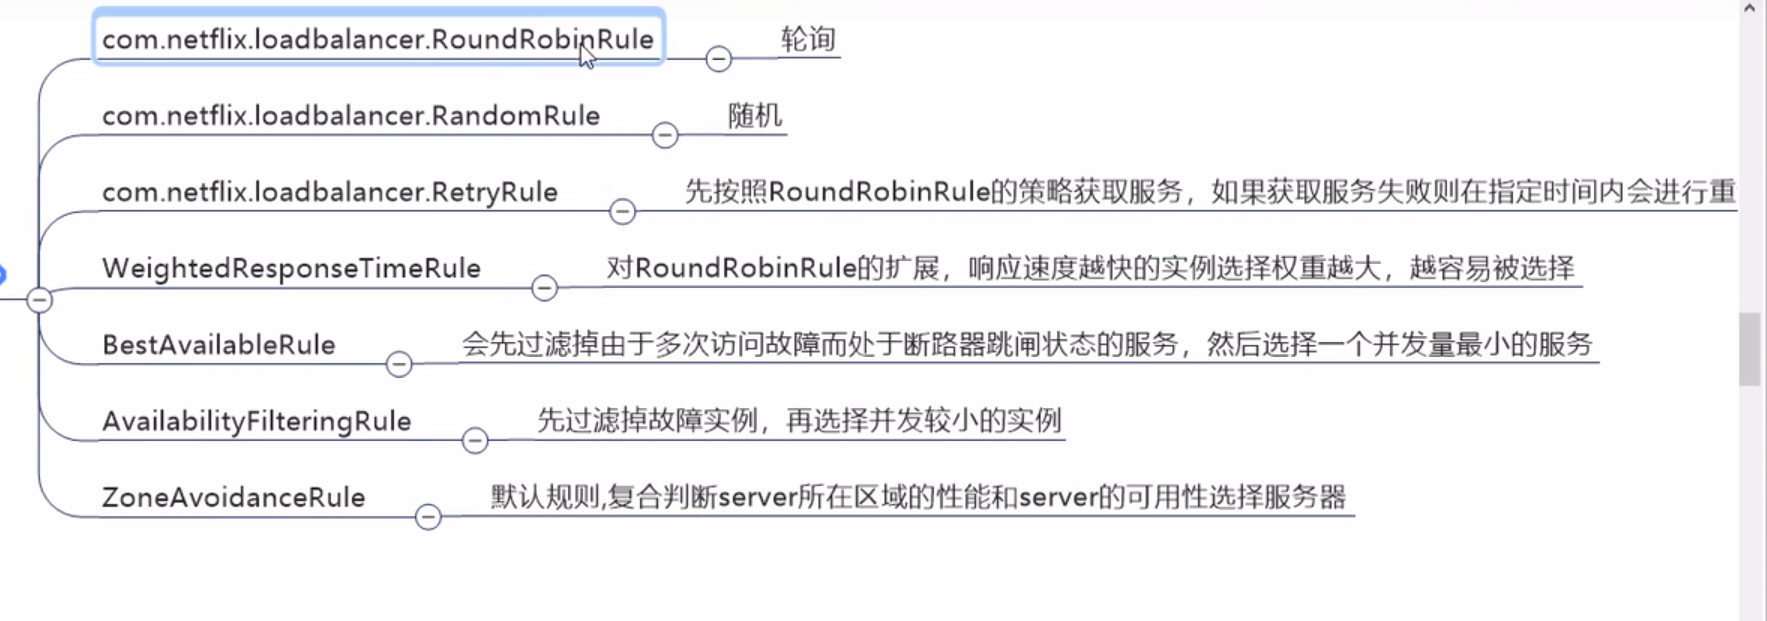 com.netflix.loadbalancer.RoundRobinRule 轮询
com.netflix.loadbalancer.RandomRule 随机
com.netflix.loadbalancer.RetryRule 先按照RoundRobinRule的策略获取服务，如果获取服务失败则在指定时间内会进行重
WeightedResponseTimeRule 对RoundRobinRule的扩展，响应速度越快的实例选择权重越大，越容易被选择
BestAvailableRule 会先过滤掉由于多次访问故障而处于断路器跳闸状态的服务，然后选择一个并发量最小的服务
AvailabilityFilteringRule 先过滤掉故障实例，再选择并发较小的实例
ZoneAvoidanceRule 默认规则,复合判断server所在区域的性能和server的可用性选择服务器